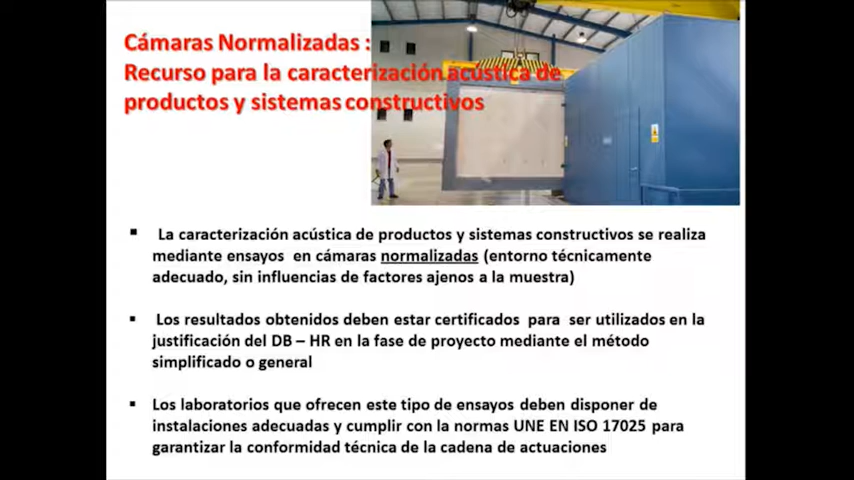 Cámaras Normalizadas :
Recurso para la caracterización acústica de
productos y sistemas constructivos
▪ La caracterización acústica de productos y sistemas constructivos se realiza
mediante ensayos en cámaras normalizadas (entorno técnicamente
adecuado, sin influencias de factores ajenos a la muestra)
▪ Los resultados obtenidos deben estar certificados para ser utilizados en la
justificación del DB – HR en la fase de proyecto mediante el método
simplificado o general
▪ Los laboratorios que ofrecen este tipo de ensayos deben disponer de
instalaciones adecuadas y cumplir con la normas UNE EN ISO 17025 para
garantizar la conformidad técnica de la cadena de actuaciones